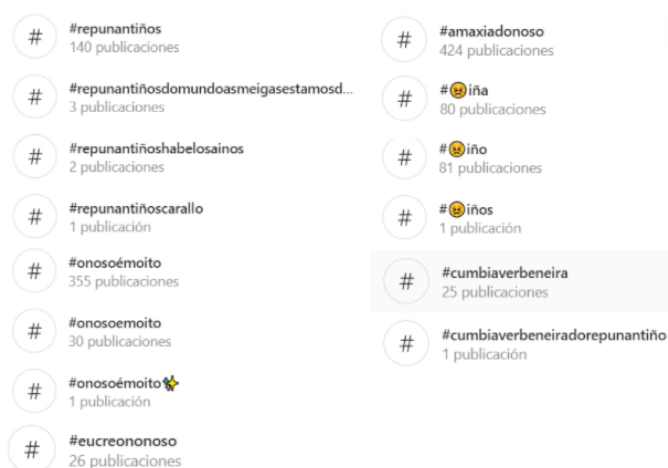 #
#repunantiños
140 publicaciones
#
#repunantiñosdomundoasmeigasestamosd...
3 publicaciones
#
#repunantiñoshabelosainos
2 publicaciones
#
#repunantiñoscarallo
1 publicación
#
#onosoémoito
355 publicaciones
#
#onosoemoito
30 publicaciones
#
#onosoémoito✨
1 publicación
#
#eucreononoso
26 publicaciones
#
#amaxiadonoso
424 publicaciones
#
#😣iña
80 publicaciones
#
#😣iño
81 publicaciones
#
#😣iños
1 publicación
#
#cumbiaverbeneira
25 publicaciones
#
#cumbiaverbeneiradorepunantiño
1 publicación